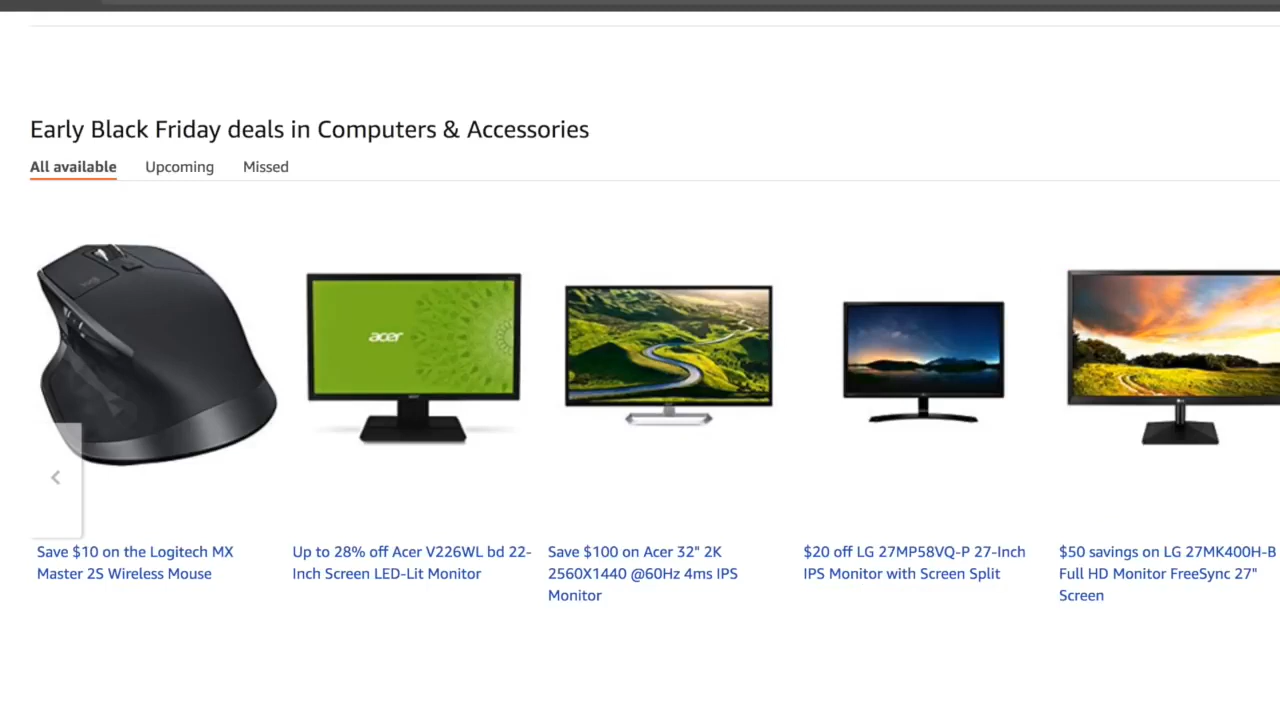 Early Black Friday deals in Computers & Accessories
All available Upcoming Missed
acer
Save $10 on the Logitech MX
Master 2S Wireless Mouse
Up to 28% off Acer V226WL bd 22-
Inch Screen LED-Lit Monitor
Save $100 on Acer 32" 2K
2560X1440 @60Hz 4ms IPS
Monitor
$20 off LG 27MP58VQ-P 27-Inch
IPS Monitor with Screen Split
$50 savings on LG 27MK400H-B
Full HD Monitor FreeSync 27"
Screen